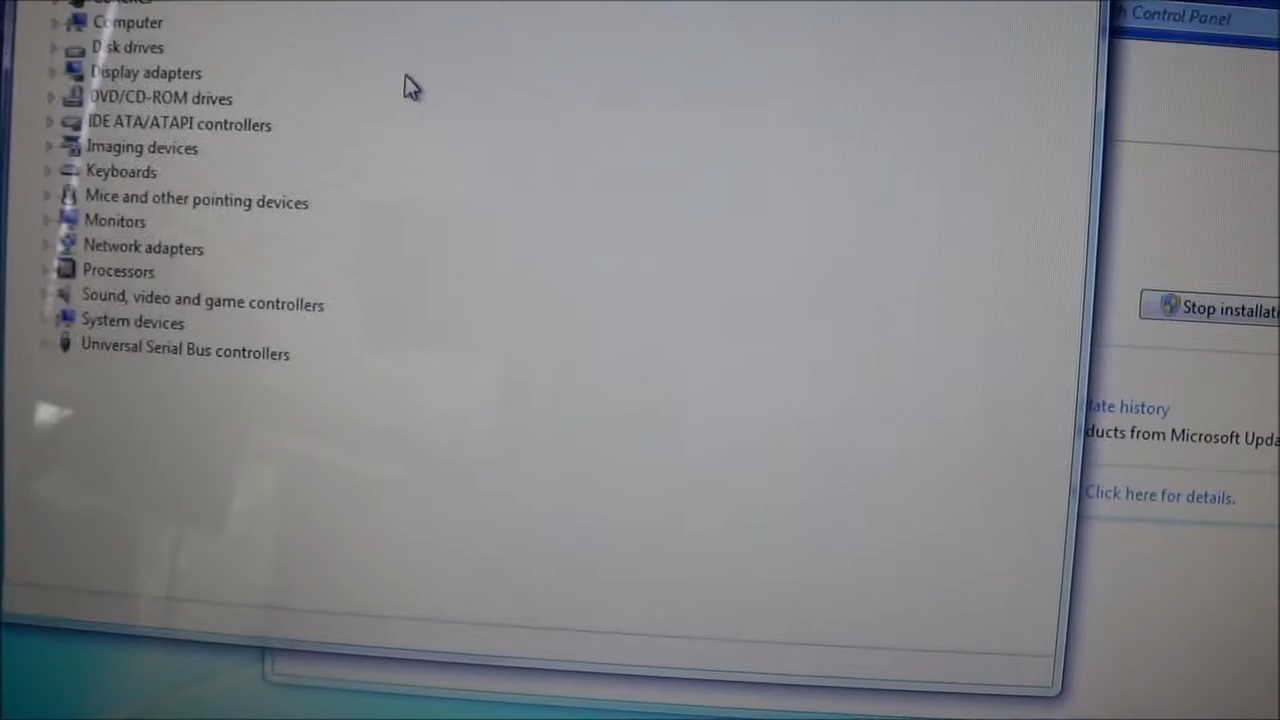 Control Panel
Computer
Disk drives
Display adapters
DVD/CD-ROM drives
IDE ATA/ATAPI controllers
Imaging devices
Keyboards
Mice and other pointing devices
Monitors
Network adapters
Processors
Sound, video and game controllers
System devices
Universal Serial Bus controllers
Stop installati
date history
ducts from Microsoft Upda
Click here for details.